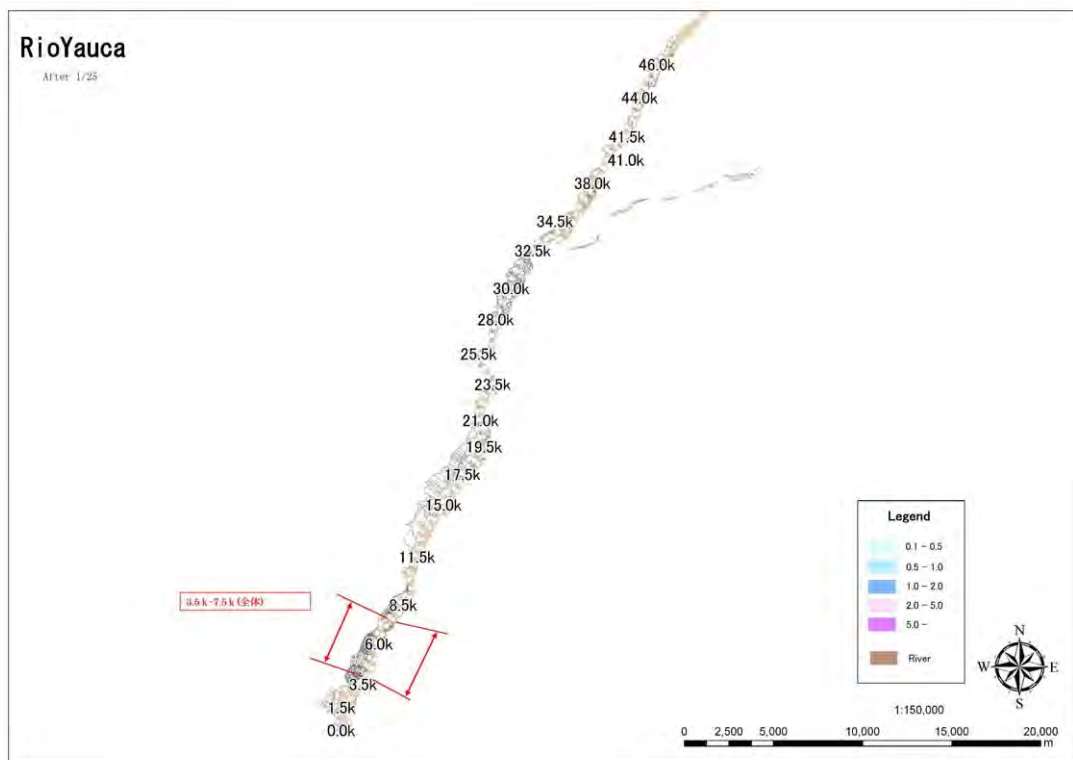 RioYauca
After 1/25
46.0k
44.0k
41.5k
41.0k
38.0k
34.5k
32.5k
30.0k
28.0k
25.5k
23.5k
21.0k
19.5k
17.5k
15.0k
11.5k
3.5k-7.5k(全体)
8.5k
6.0k
3.5k
1.5k
0.0k
Legend
0.1 - 0.5
0.5 - 1.0
1.0 - 2.0
2.0 - 5.0
5.0 -
River
N
W E
S
1:150,000
0 2,500 5,000 10,000 15,000 20,000
m